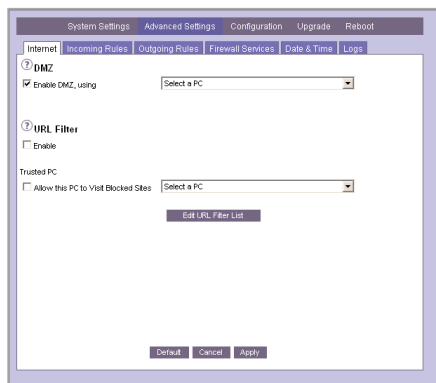 System Settings Advanced Settings Configuration Upgrade Reboot
Internet Incoming Rules Outgoing Rules Firewall Services Date & Time Logs
? DMZ
Enable DMZ, using Select a PC
? URL Filter
Enable
Trusted PC
Allow this PC to Visit Blocked Sites Select a PC
Edit URL Filter List
Default Cancel Apply